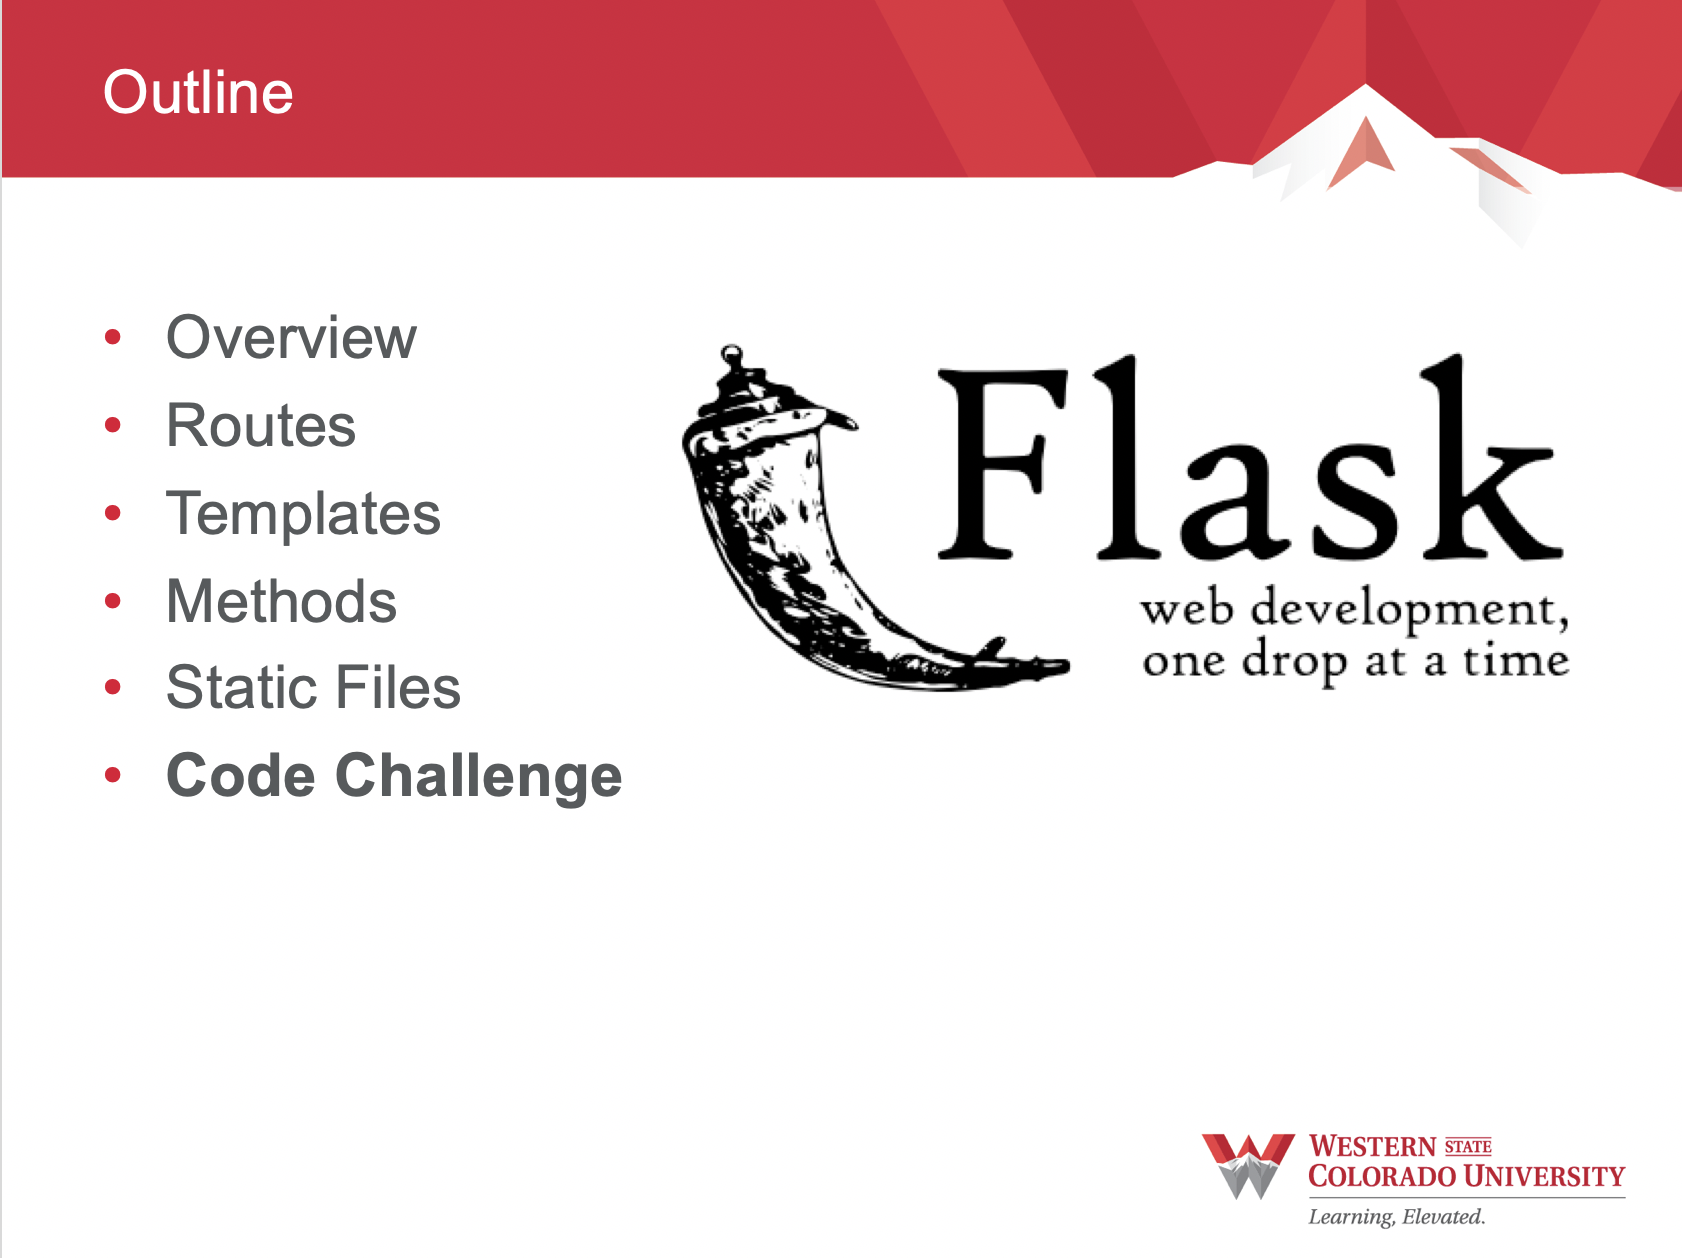 Outline
• Overview
• Routes
• Templates
• Methods
• Static Files
• Code Challenge
Flask
web development,
one drop at a time
WESTERN STATE
COLORADO UNIVERSITY
Learning, Elevated.